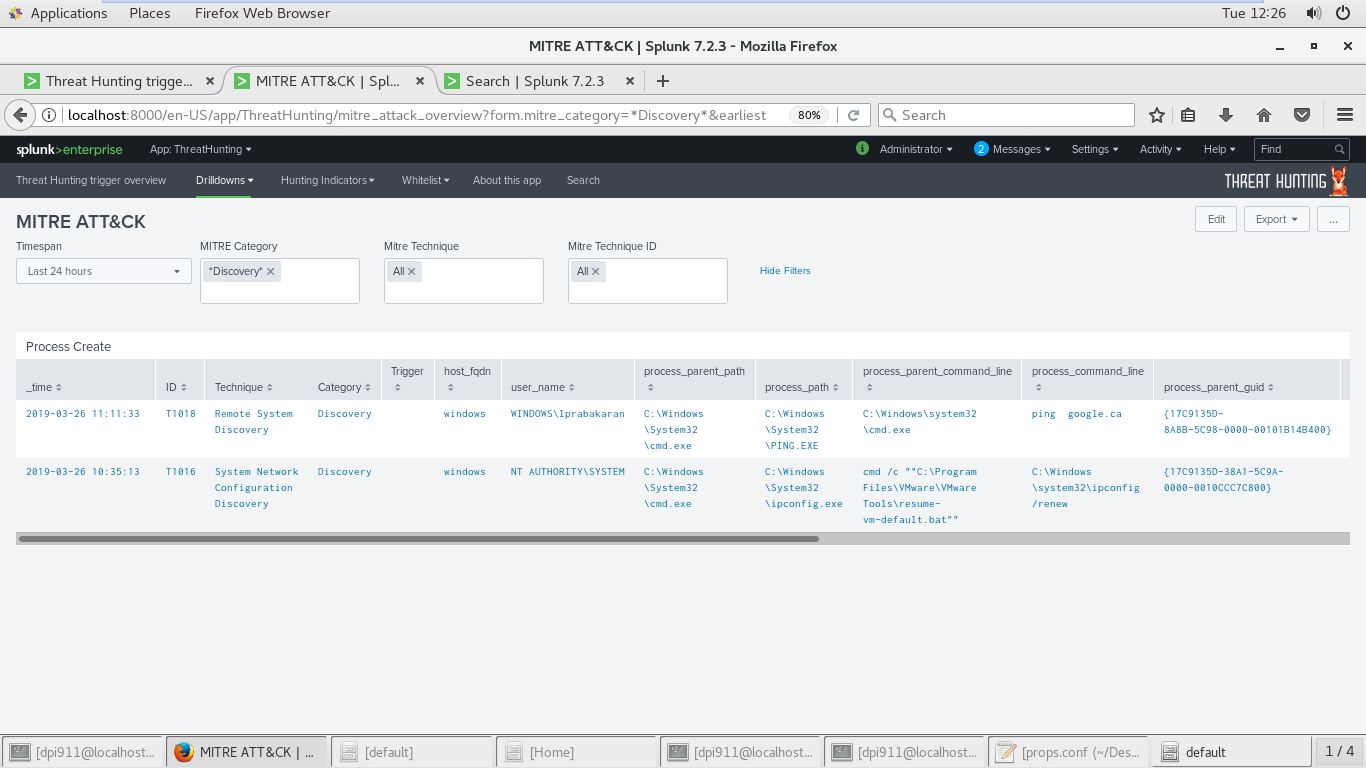 Applications Places Firefox Web Browser Tue 12:26
MITRE ATT&CK | Splunk 7.2.3 - Mozilla Firefox
Threat Hunting trigge... MITRE ATT&CK | Spl... Search | Splunk 7.2.3
localhost:8000/en-US/app/ThreatHunting/mitre_attack_overview?form.mitre_category=*Discovery*&earliest 80% Search
splunk>enterprise App: ThreatHunting Administrator 2 Messages Settings Activity Help Find
Threat Hunting trigger overview Drilldowns Hunting Indicators Whitelist About this app Search THREAT HUNTING
MITRE ATT&CK Edit Export ...
Timespan MITRE Category Mitre Technique Mitre Technique ID
Last 24 hours *Discovery* All All Hide Filters
Process Create
Trigger host_fqdn process_parent_path process_parent_command_line process_command_line
_time ID Technique Category user_name process_path process_parent_guid
2019-03-26 11:11:33 T1018 Remote System Discovery windows WINDOWS\lprabakaran C:\Windows C:\Windows C:\Windows\system32 ping google.ca {17C9135D-
Discovery \System32 \System32 \cmd.exe 8A8B-5C98-0000-00101B14B400}
\cmd.exe \PING.EXE
2019-03-26 10:35:13 T1016 System Network Discovery windows NT AUTHORITY\SYSTEM C:\Windows C:\Windows cmd /c ""C:\Program C:\Windows {17C9135D-38A1-5C9A-
Configuration \System32 \System32 Files\VMware\VMware \system32\ipconfig 0000-0010CCC7C800}
Discovery \cmd.exe \ipconfig.exe Tools\resume- /renew
vm-default.bat""
[dpi911@localhost... MITRE ATT&CK | ... [default] [Home] [dpi911@localhost... [dpi911@localhost... [props.conf (~/Des... default 1 / 4